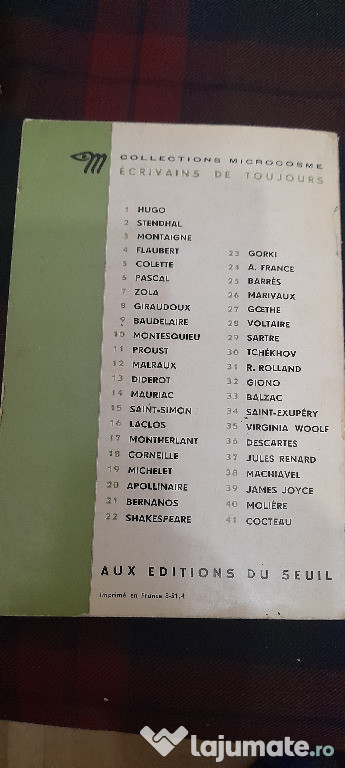 COLLECTIONS MICROCOSME
ÉCRIVAINS DE TOUJOURS
1 HUGO
2 STENDHAL
3 MONTAIGNE
4 FLAUBERT
5 COLETTE
6 PASCAL
7 ZOLA
8 GIRAUDOUX
9 BAUDELAIRE
10 MONTESQUIEU
11 PROUST
12 MALRAUX
13 DIDEROT
14 MAURIAC
15 SAINT-SIMON
16 LACLOS
17 MONTHERLANT
18 CORNEILLE
19 MICHELET
20 APOLLINAIRE
21 BERNANOS
22 SHAKESPEARE
23 GORKI
24 A. FRANCE
25 BARRÈS
26 MARIVAUX
27 GŒTHE
28 VOLTAIRE
29 SARTRE
30 TCHÉKHOV
31 R. ROLLAND
32 GIONO
33 BALZAC
34 SAINT-EXUPÉRY
35 VIRGINIA WOOLF
36 DESCARTES
37 JULES RENARD
38 MACHIAVEL
39 JAMES JOYCE
40 MOLIÈRE
41 COCTEAU
AUX EDITIONS DU SEUIL
Imprimé en France
lajumate.ro